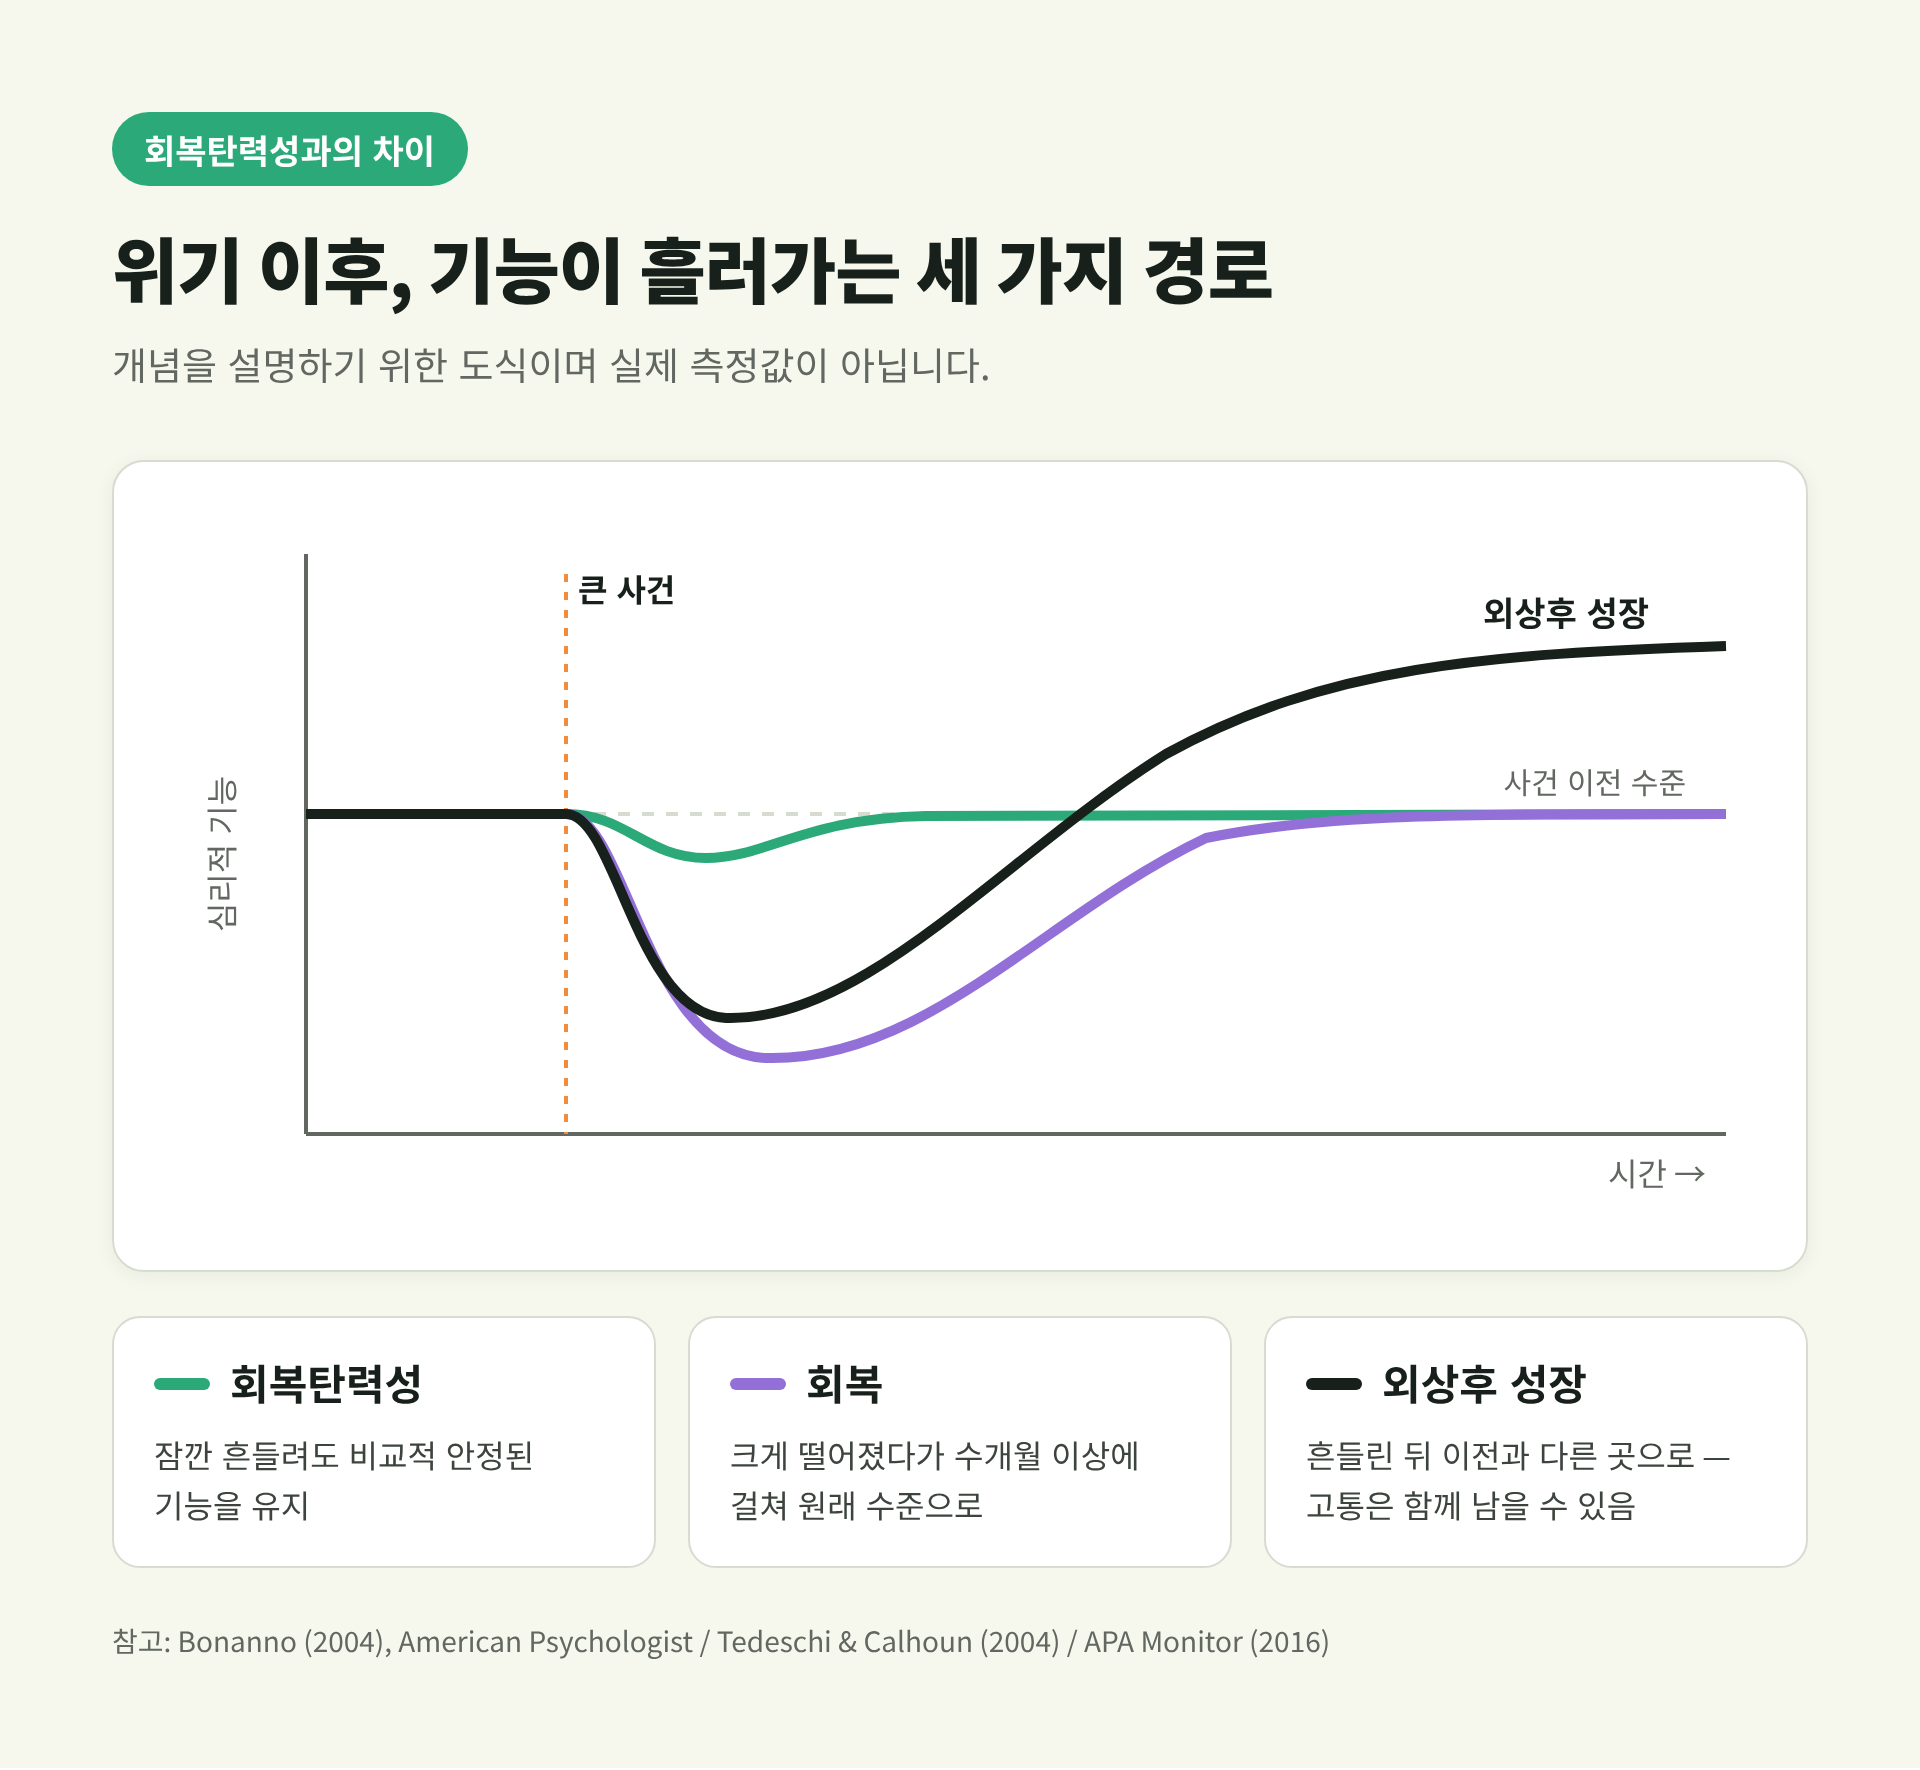 회복탄력성과의 차이
위기 이후, 기능이 흘러가는 세 가지 경로
개념을 설명하기 위한 도식이며 실제 측정값이 아닙니다.
큰 사건
외상후 성장
사건 이전 수준
심리적 기능
시간 →
회복탄력성
잠깐 흔들려도 비교적 안정된
기능을 유지
회복
크게 떨어졌다가 수개월 이상에
걸쳐 원래 수준으로
외상후 성장
흔들린 뒤 이전과 다른 곳으로 —
고통은 함께 남을 수 있음
참고: Bonanno (2004), American Psychologist / Tedeschi & Calhoun (2004) / APA Monitor (2016)